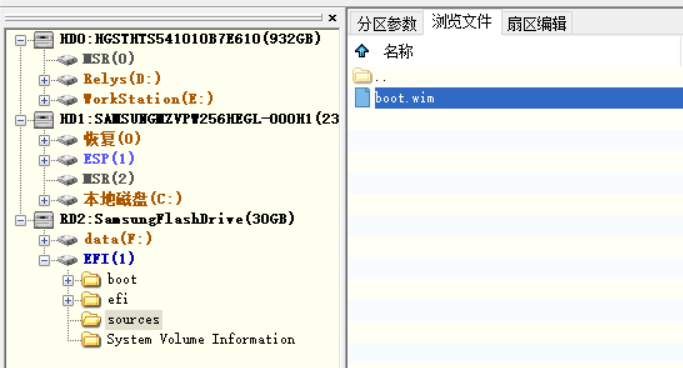 HD0:HGSTHTS541010B7E610(932GB)
MSR(0)
Relys(D:)
WorkStation(E:)
HD1:SAMSUNGMZVPW256HEGL-000H1(23
恢复(0)
ESP(1)
MSR(2)
本地磁盘(C:)
RD2:SamsungFlashDrive(30GB)
data(F:)
EFI(1)
boot
efi
sources
System Volume Information
分区参数 浏览文件 扇区编辑
名称
..
boot.wim